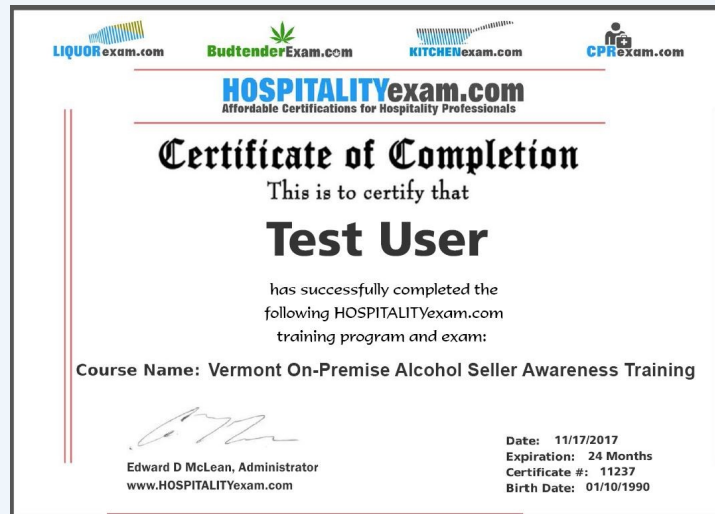 LIQUORexam.com
BudtenderExam.com
KITCHENexam.com
CPRexam.com
HOSPITALITYexam.com
Affordable Certifications for Hospitality Professionals
Certificate of Completion
This is to certify that
Test User
has successfully completed the
following HOSPITALITYexam.com
training program and exam:
Course Name: Vermont On-Premise Alcohol Seller Awareness Training
Edward D McLean, Administrator
www.HOSPITALITYexam.com
Date: 11/17/2017
Expiration: 24 Months
Certificate #: 11237
Birth Date: 01/10/1990